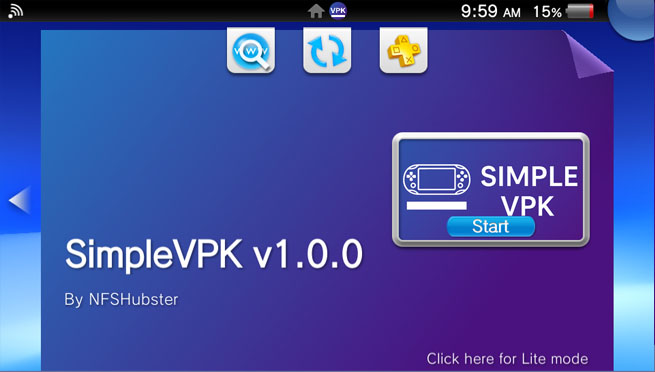 VPK 9:59 AM 15%
WWW
SIMPLE
VPK
Start
SimpleVPK v1.0.0
By NFSHubster
Click here for Lite mode